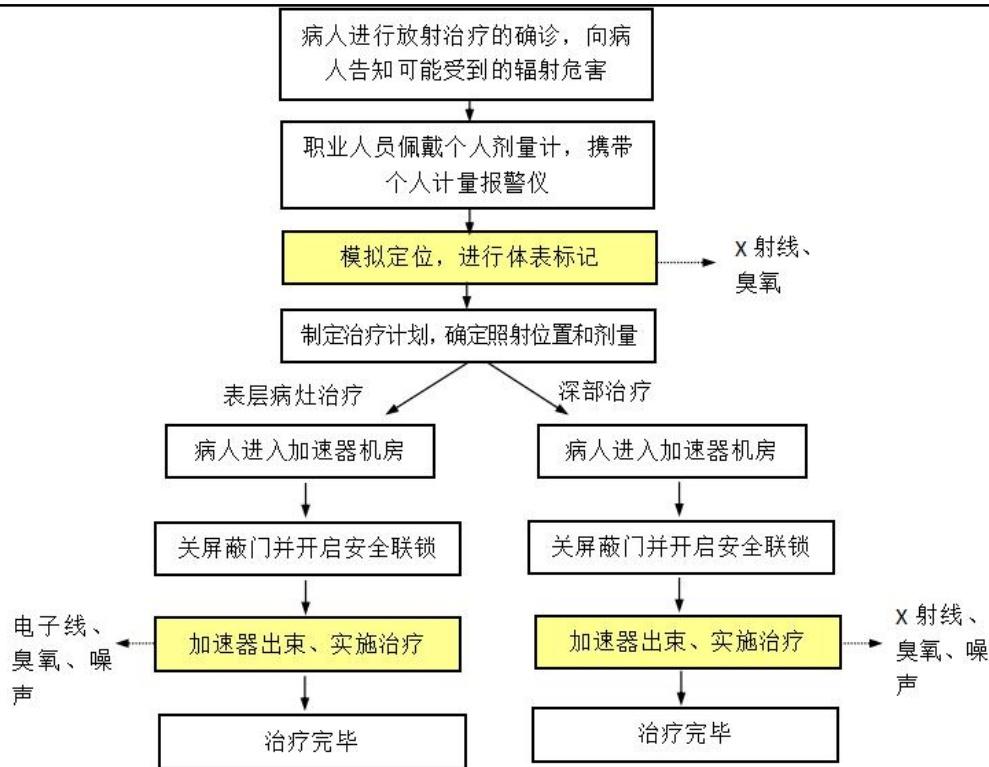 病人进行放射治疗的确诊，向病
人告知可能受到的辐射危害
职业人员佩戴个人剂量计，携带
个人计量报警仪
模拟定位，进行体表标记
X 射线、
臭氧
制定治疗计划，确定照射位置和剂量
表层病灶治疗
深部治疗
病人进入加速器机房
关屏蔽门并开启安全联锁
加速器出束、实施治疗
电子线、
臭氧、噪
声
治疗完毕
病人进入加速器机房
关屏蔽门并开启安全联锁
加速器出束、实施治疗
X 射线、
臭氧、噪
声
治疗完毕